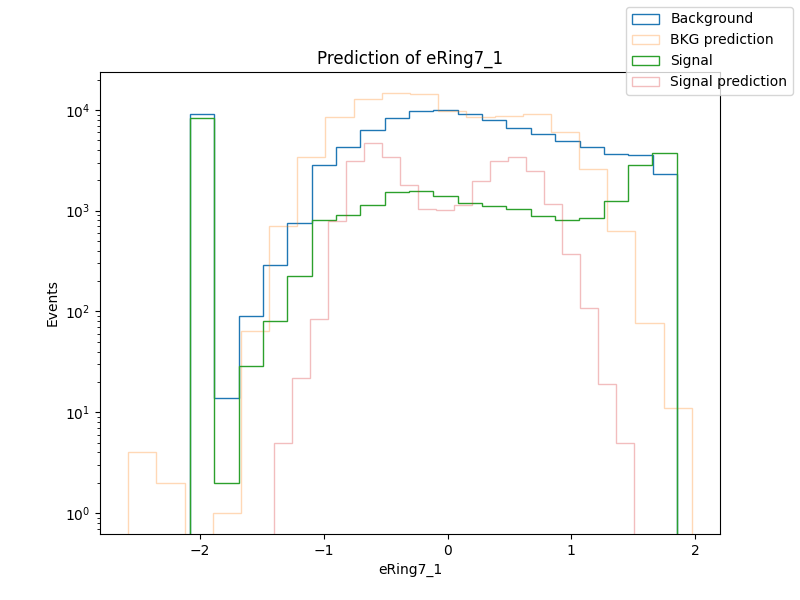 Prediction of eRing7_1
Background
BKG prediction
Signal
Signal prediction
Events
10⁴
10³
10²
10¹
10⁰
−2
−1
0
1
2
eRing7_1